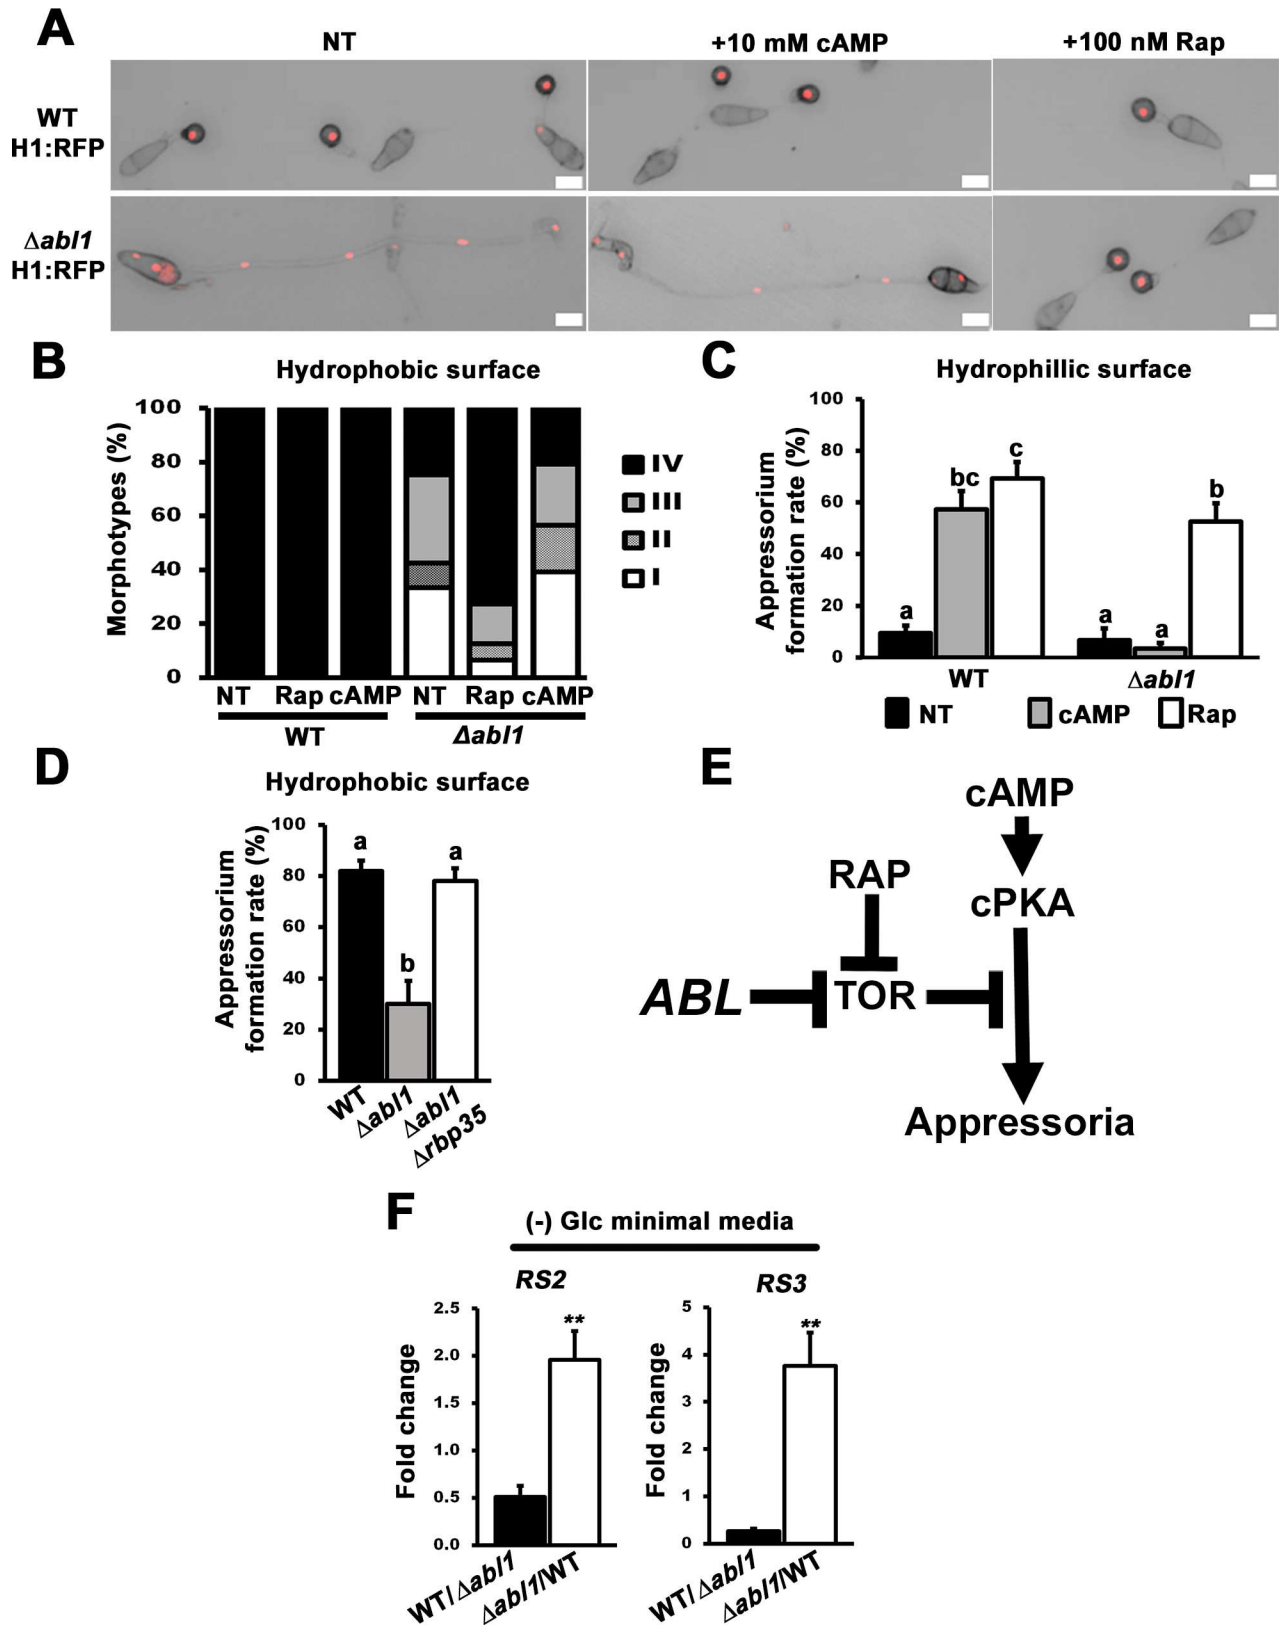 A
NT
+10 mM cAMP
+100 nM Rap
WT
H1:RFP
Δabl1
H1:RFP
B
Hydrophobic surface
Morphotypes (%)
100
80
60
40
20
0
NT Rap cAMP NT Rap cAMP
WT Δabl1
IV
III
II
I
C
Hydrophillic surface
Appressorium
formation rate (%)
100
80
60
40
20
0
a bc c a a b
WT Δabl1
NT cAMP Rap
D
Hydrophobic surface
Appressorium
formation rate (%)
100
80
60
40
20
0
a b a
WT
Δabl1
Δabl1
Δrbp35
E
cAMP
RAP
cPKA
ABL
TOR
Appressoria
F
(-) Glc minimal media
RS2
Fold change
2.5
2.0
1.5
1.0
0.5
0.0
**
WT/Δabl1
Δabl1/WT
RS3
Fold change
5
4
3
2
1
0
**
WT/Δabl1
Δabl1/WT